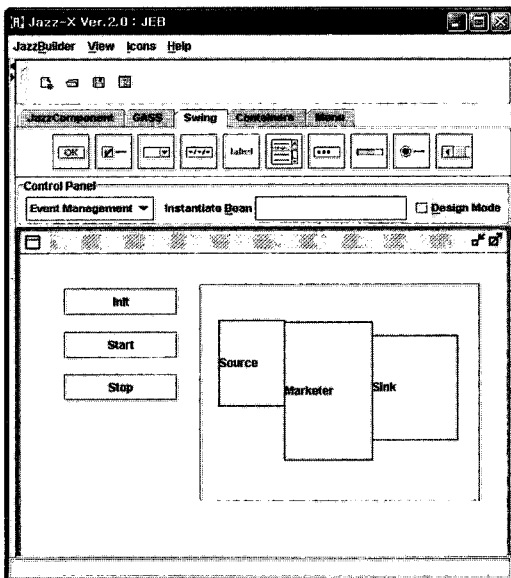 Jazz-X Ver.2.0 : JEB
JazzBuilder View Icons Help
JazzComponent GASS Swing Containers Menu
OK Label
Control Panel
Event Management Instantiate Bean Design Mode
Init
Start
Stop
Source
Marketer
Sink